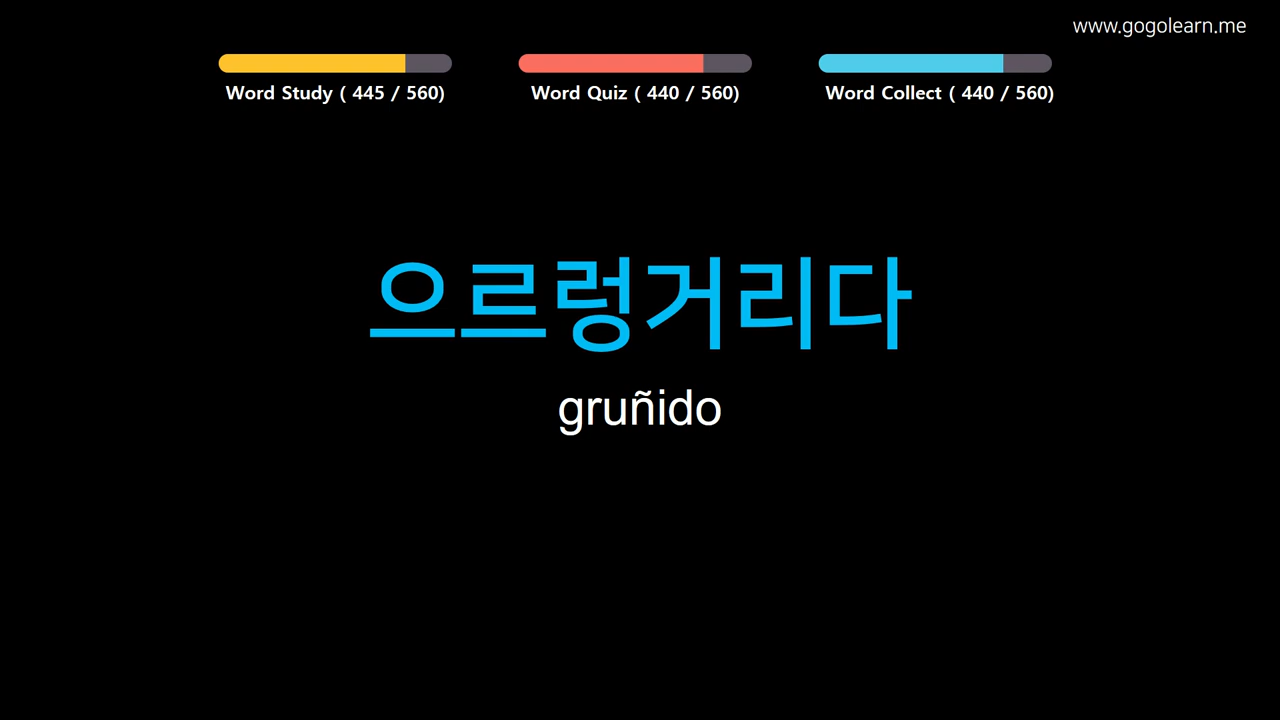 www.gogolearn.me
Word Study ( 445 / 560)
Word Quiz ( 440 / 560)
Word Collect ( 440 / 560)
으르렁거리다
gruñido